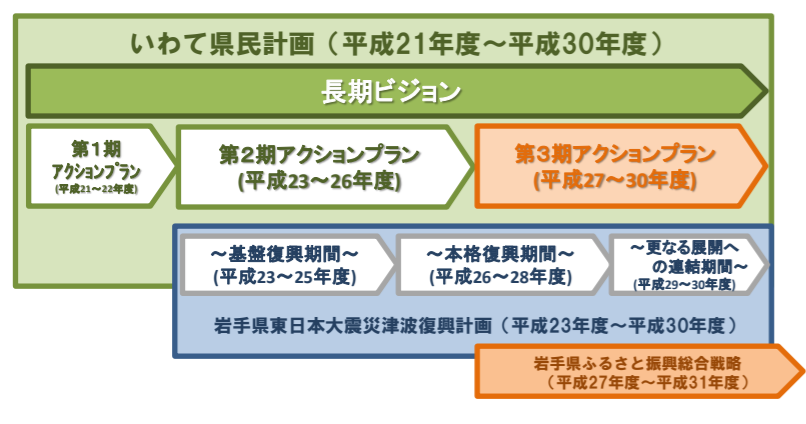 いわて県民計画（平成21年度～平成30年度）
長期ビジョン
第１期
アクションプラン
(平成21～22年度)
第２期アクションプラン
(平成23～26年度)
第３期アクションプラン
(平成27～30年度)
～基盤復興期間～
(平成23～25年度)
～本格復興期間～
(平成26～28年度)
～更なる展開へ
の連結期間～
(平成29～30年度)
岩手県東日本大震災津波復興計画（平成23年度～平成30年度）
岩手県ふるさと振興総合戦略
（平成27年度～平成31年度）